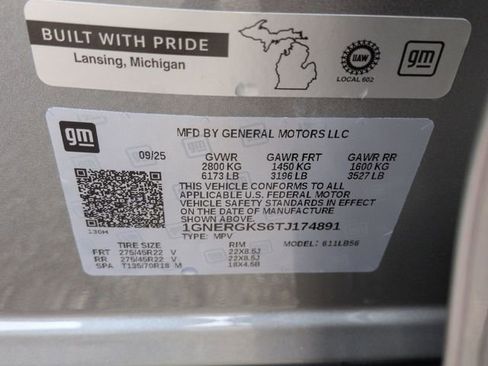 BUILT WITH PRIDE
Lansing, Michigan
UAW
LOCAL 602
gm
gm
MFD BY GENERAL MOTORS LLC
09/25 GVWR GAWR FRT GAWR RR
2800 KG 1450 KG 1600 KG
6173 LB 3196 LB 3527 LB
THIS VEHICLE CONFORMS TO ALL
APPLICABLE U.S. FEDERAL MOTOR
VEHICLE SAFETY STANDARDS IN EFFECT
ON THE DATE OF MANUFACTURE
SHOWN ABOVE.
1GNERGKS6TJ174891
TYPE: MPV
TIRE SIZE RIM MODEL: 611LB56
FRT 275/45R22 V 22X8.5J
RR 275/45R22 V 22X8.5J
SPA T135/70R18 M 18X4.5B